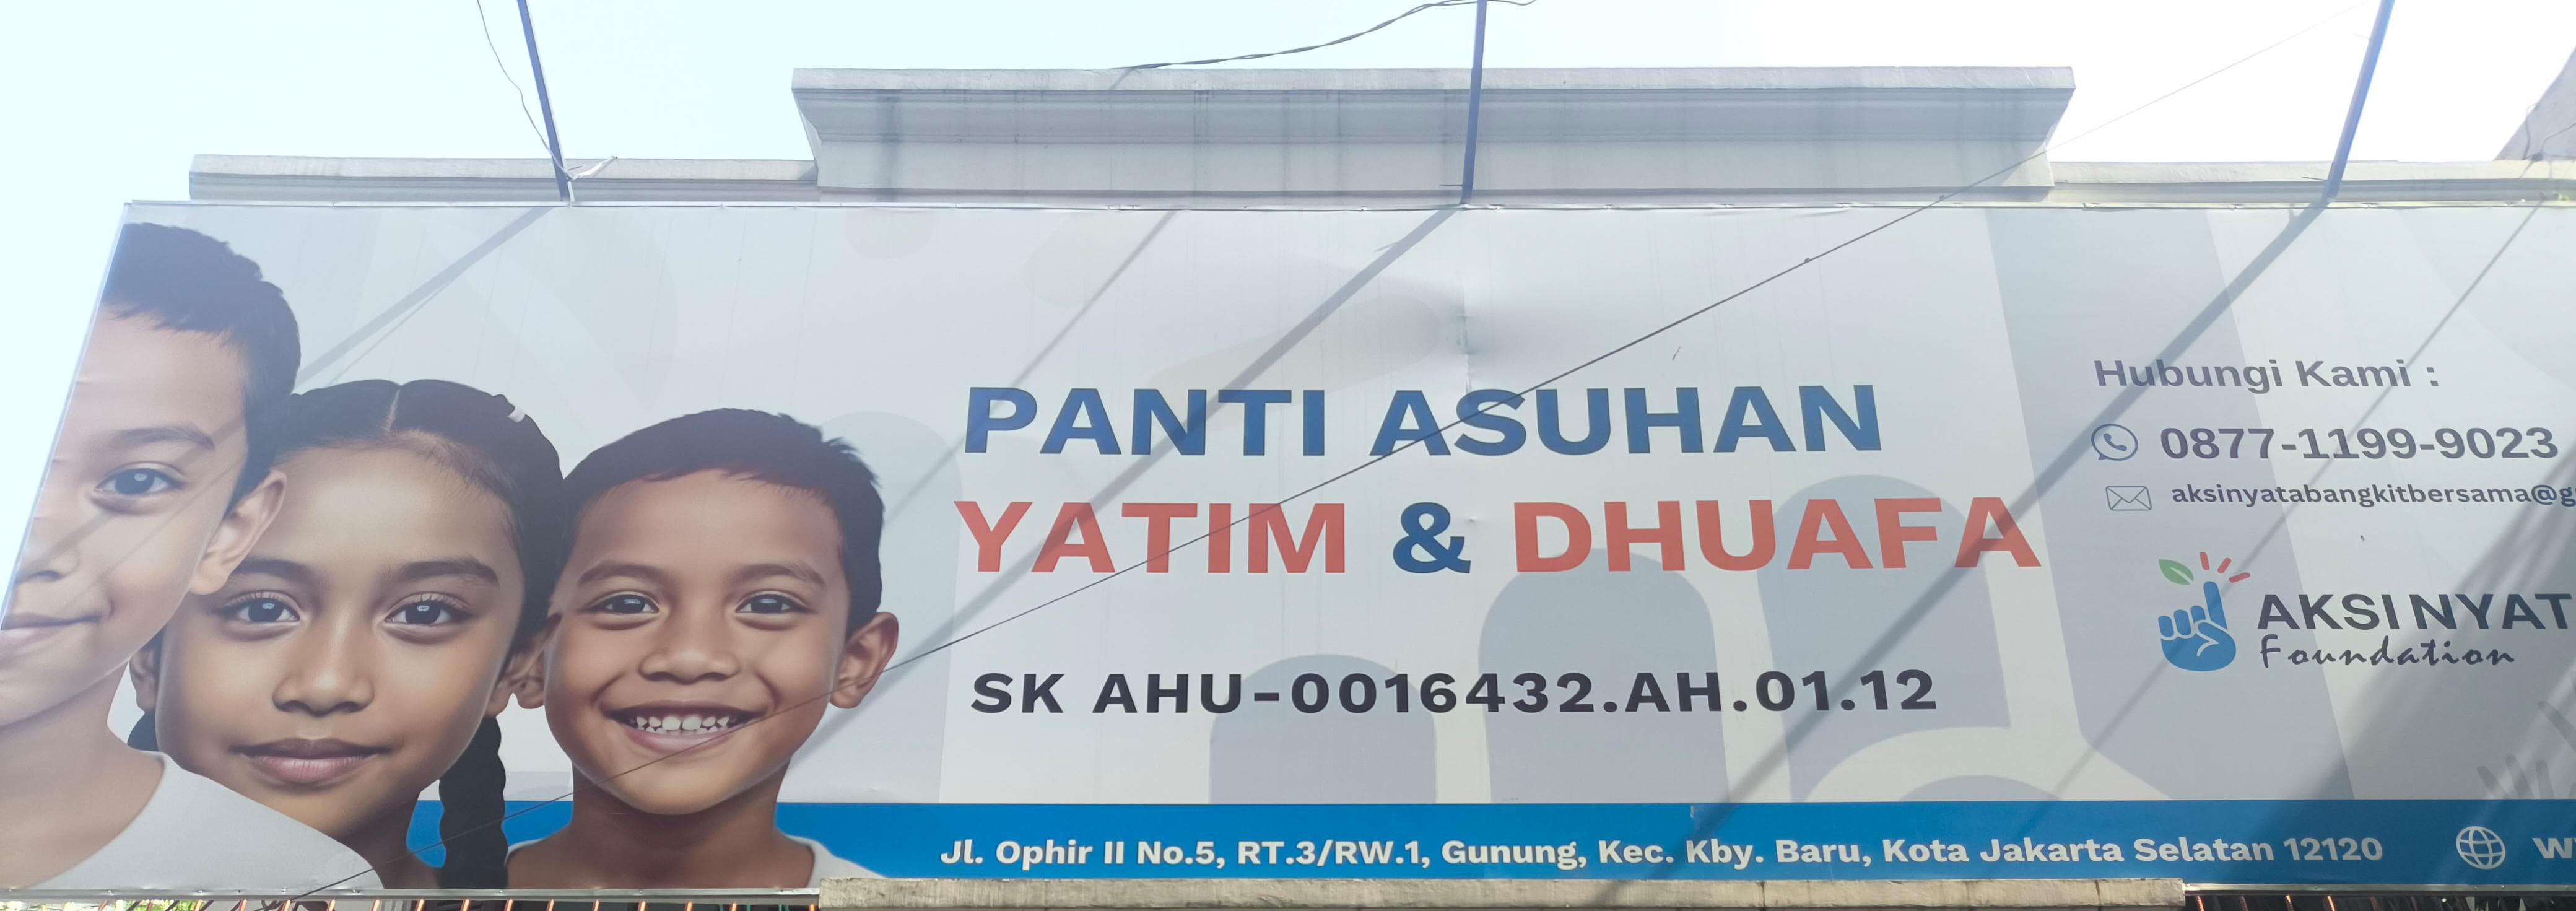 PANTI ASUHAN
YATIM & DHUAFA
SK AHU-0016432.AH.01.12
Hubungi Kami :
0877-1199-9023
aksinyatabangkitbersama@g
AKSI NYAT
Foundation
Jl. Ophir II No.5, RT.3/RW.1, Gunung, Kec. Kby. Baru, Kota Jakarta Selatan 12120